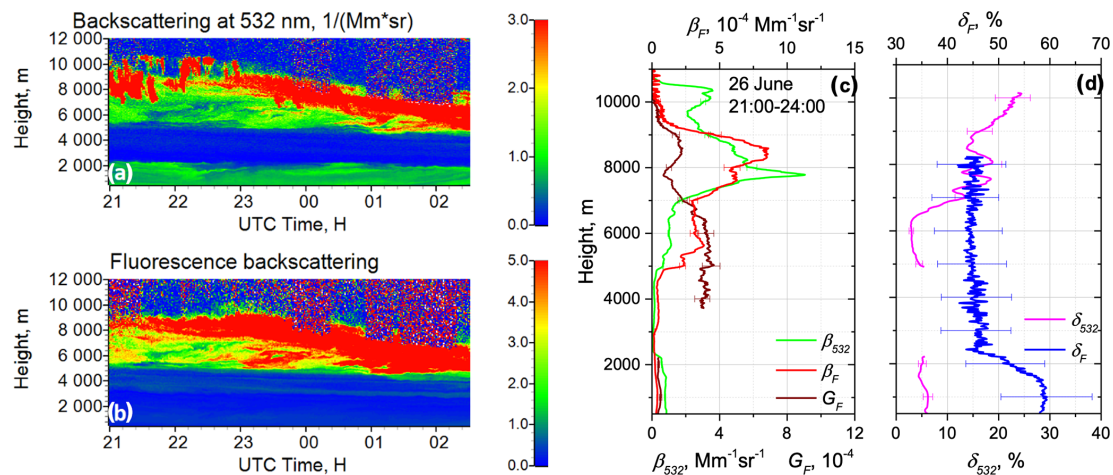 Backscattering at 532 nm, 1/(Mm*sr)
12 000
10 000
8 000
6 000
4 000
2 000
Height, m
(a)
21 22 23 00 01 02
UTC Time, H
3.0
2.0
1.0
0.0
Fluorescence backscattering
12 000
10 000
8 000
6 000
4 000
2 000
Height, m
(b)
21 22 23 00 01 02
UTC Time, H
5.0
4.0
3.0
2.0
1.0
0.0
β_F, 10⁻⁴ Mm⁻¹sr⁻¹
0 5 10 15
26 June
21:00-24:00
(c)
10000
8000
6000
4000
2000
Height, m
β₅₃₂
β_F
G_F
0 4 8 12
β₅₃₂, Mm⁻¹sr⁻¹ G_F, 10⁻⁴
δ_F, %
30 40 50 60 70
(d)
δ₅₃₂
δ_F
0 10 20 30 40
δ₅₃₂, %